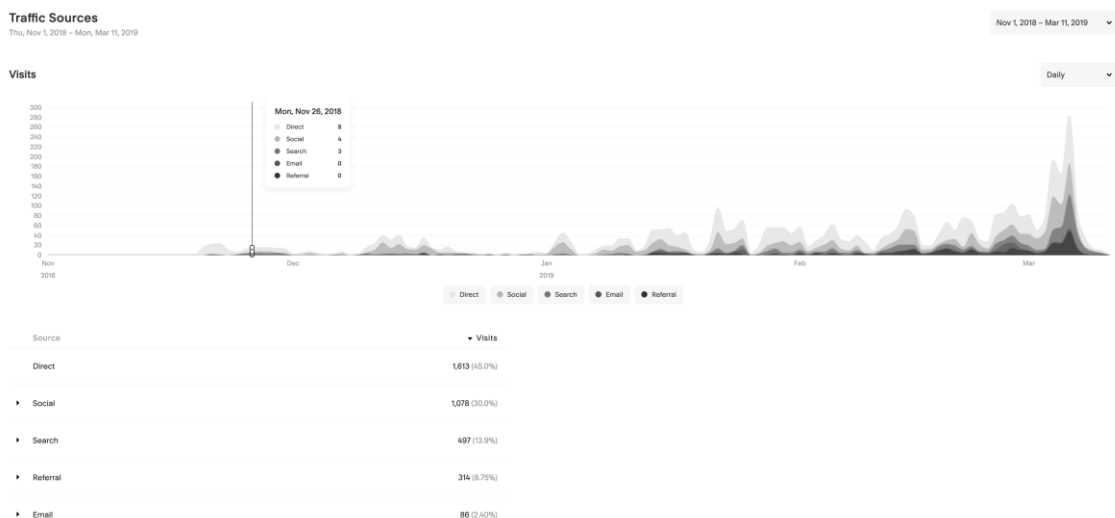 Traffic Sources
Thu, Nov 1, 2018 – Mon, Mar 11, 2019
Nov 1, 2018 – Mar 11, 2019
Visits
Daily
300
280
260
240
220
200
180
160
140
120
100
80
60
40
20
0
Mon, Nov 26, 2018
Direct 8
Social 4
Search 3
Email 0
Referral 0
Nov Dec Jan Feb Mar
2018 2019
Direct Social Search Email Referral
Source Visits
Direct 1,613 (45.0%)
Social 1,078 (30.0%)
Search 497 (13.9%)
Referral 314 (8.75%)
Email 86 (2.40%)